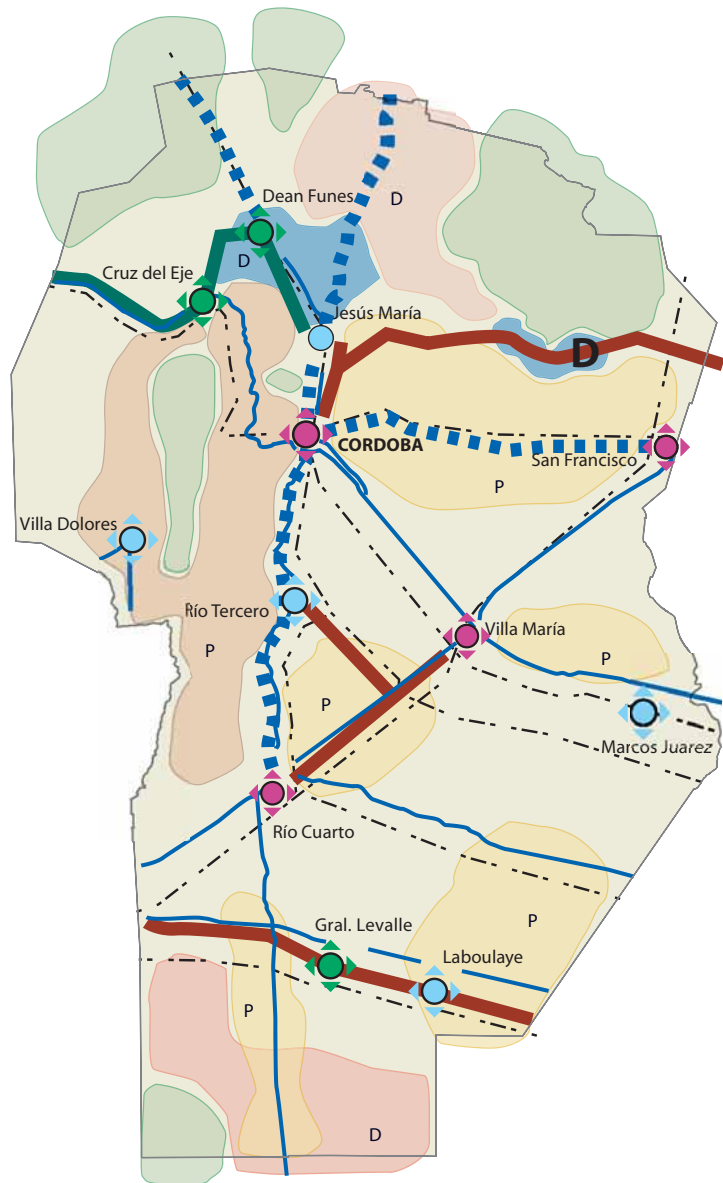 Dean Funes
D
D
Cruz del Eje
Jesús María
D
CORDOBA
San Francisco
P
Villa Dolores
Río Tercero
Villa María
P
P
P
Marcos Juarez
Río Cuarto
Gral. Levalle
P
Laboulaye
P
D